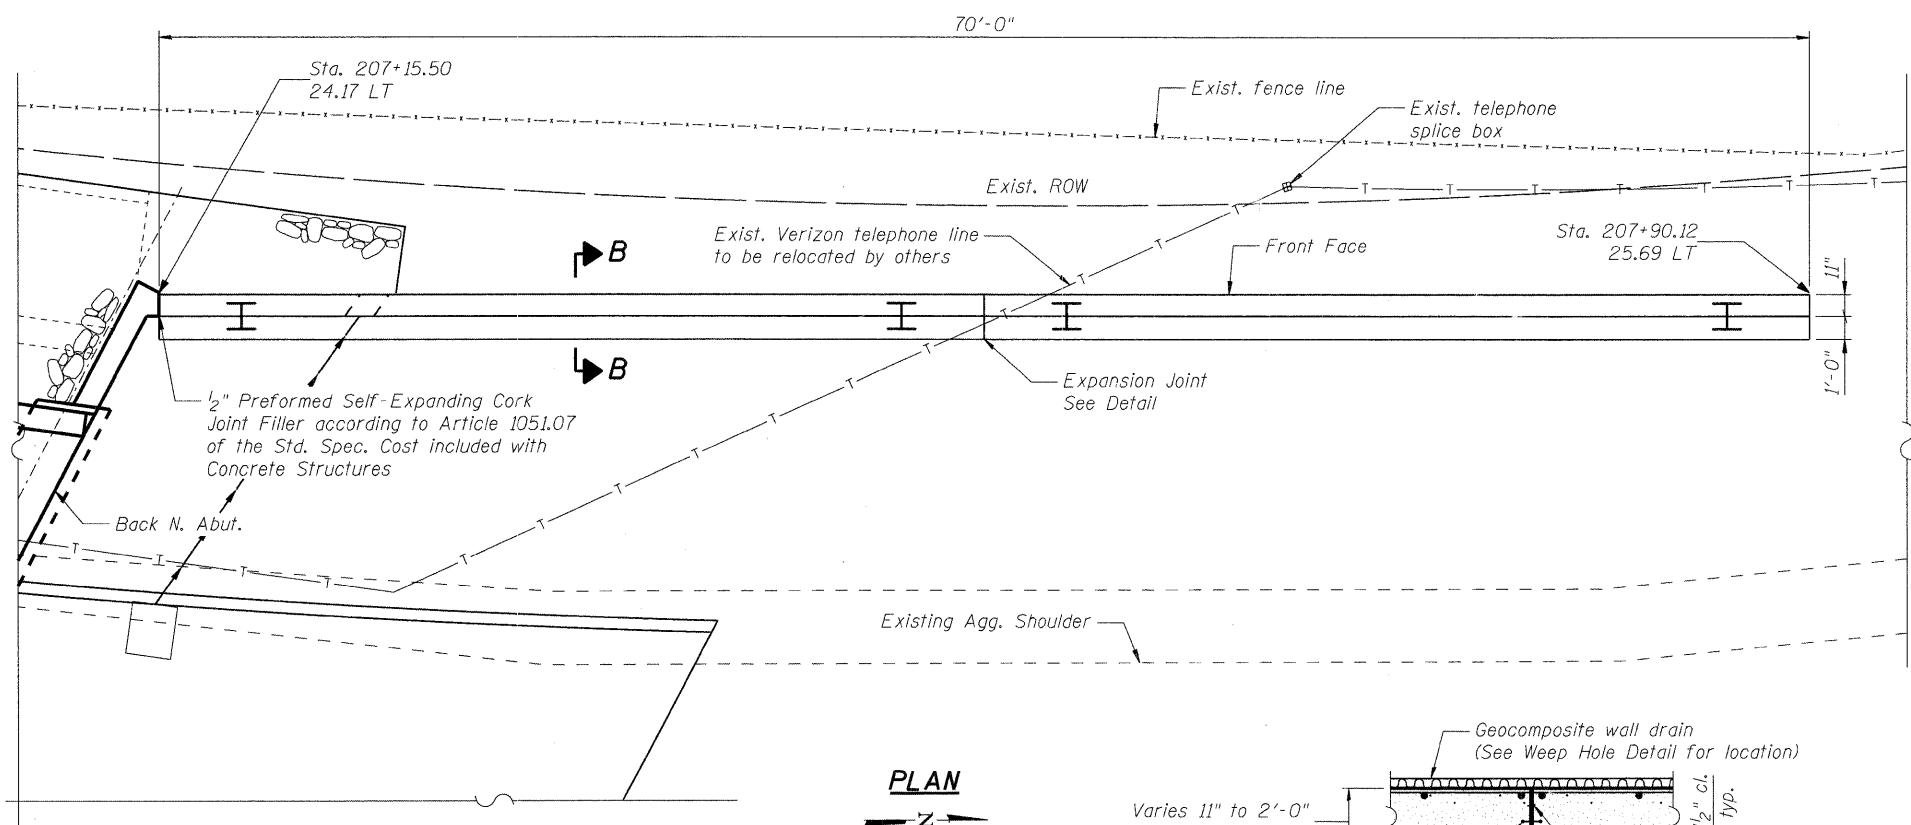 70'-0"
Sta. 207+15.50
24.17 LT
Exist. fence line
Exist. telephone
splice box
Exist. ROW
Exist. Verizon telephone line
to be relocated by others
B
Front Face
Sta. 207+90.12
25.69 LT
11"
1'-0"
B
Expansion Joint
See Detail
1/2" Preformed Self-Expanding Cork
Joint Filler according to Article 1051.07
of the Std. Spec. Cost included with
Concrete Structures
Back N. Abut.
T T T T T T T T T T T T T T T T T T T T
Existing Agg. Shoulder
Geocomposite wall drain
(See Weep Hole Detail for location)
PLAN
N
Varies 11" to 2'-0"
1/2" cl.
typ.